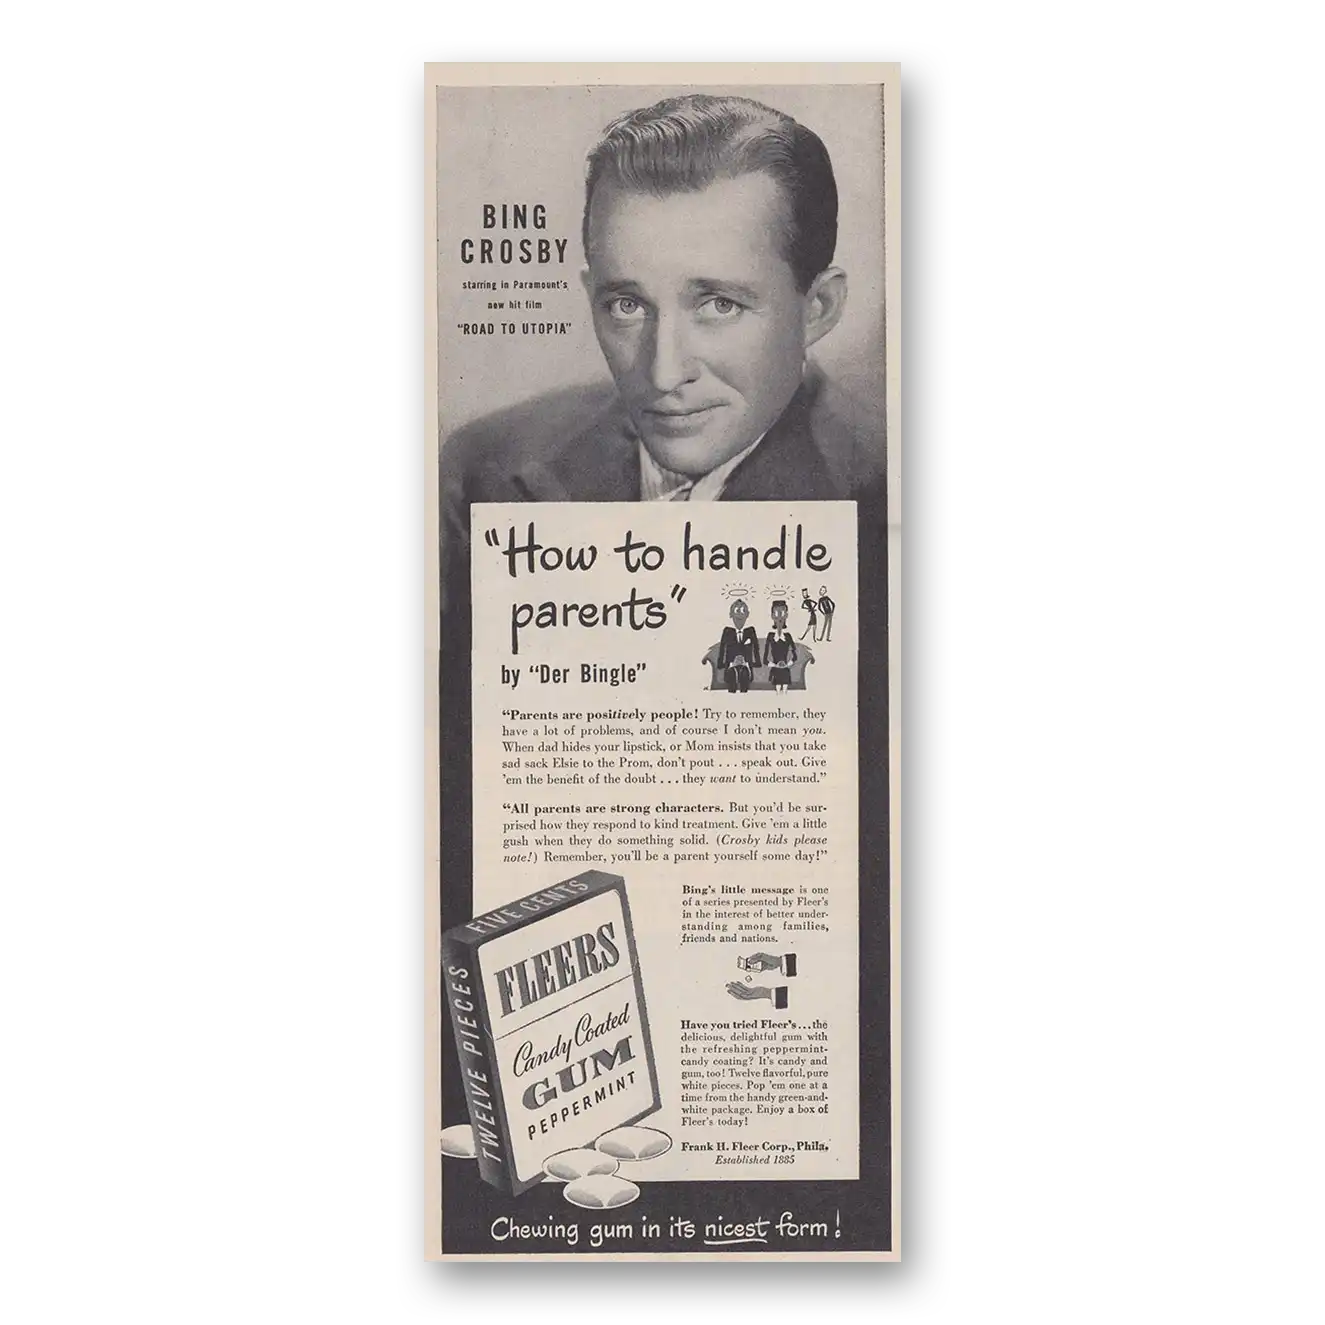 BING
CROSBY
starring in Paramount's
new hit film
"ROAD TO UTOPIA"
"How to handle
parents"
by "Der Bingle"
"Parents are positively people! Try to remember, they
have a lot of problems, and of course I don't mean you.
When dad hides your lipstick, or Mom insists that you take
sad sack Elsie to the Prom, don't pout . . . speak out. Give
'em the benefit of the doubt . . . they want to understand."
"All parents are strong characters. But you'd be sur-
prised how they respond to kind treatment. Give 'em a little
gush when they do something solid. (Crosby kids please
note!) Remember, you'll be a parent yourself some day!"
FIVE CENTS
TWELVE PIECES
FLEERS
Candy Coated
GUM
PEPPERMINT
Bing's little message is one
of a series presented by Fleer's
in the interest of better under-
standing among families,
friends and nations.
Have you tried Fleer's...the
delicious, delightful gum with
the refreshing peppermint-
candy coating? It's candy and
gum, too! Twelve flavorful, pure
white pieces. Pop 'em one at a
time from the handy green-and-
white package. Enjoy a box of
Fleer's today!
Frank H. Fleer Corp., Phila.
Established 1885
Chewing gum in its nicest form!